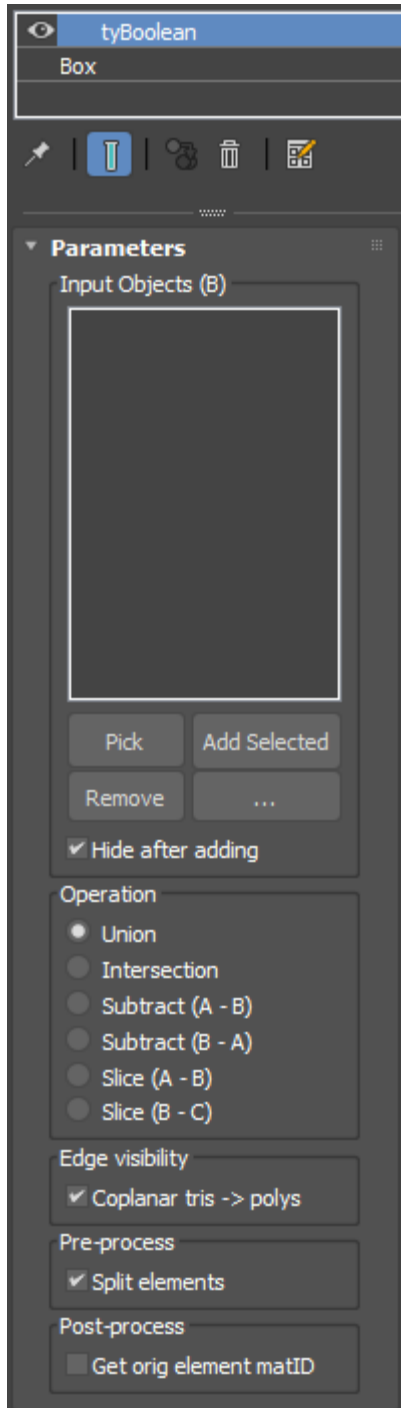 tyBoolean
Box
Parameters
Input Objects (B)
Pick Add Selected
Remove ...
Hide after adding
Operation
Union
Intersection
Subtract (A - B)
Subtract (B - A)
Slice (A - B)
Slice (B - C)
Edge visibility
Coplanar tris -> polys
Pre-process
Split elements
Post-process
Get orig element matID